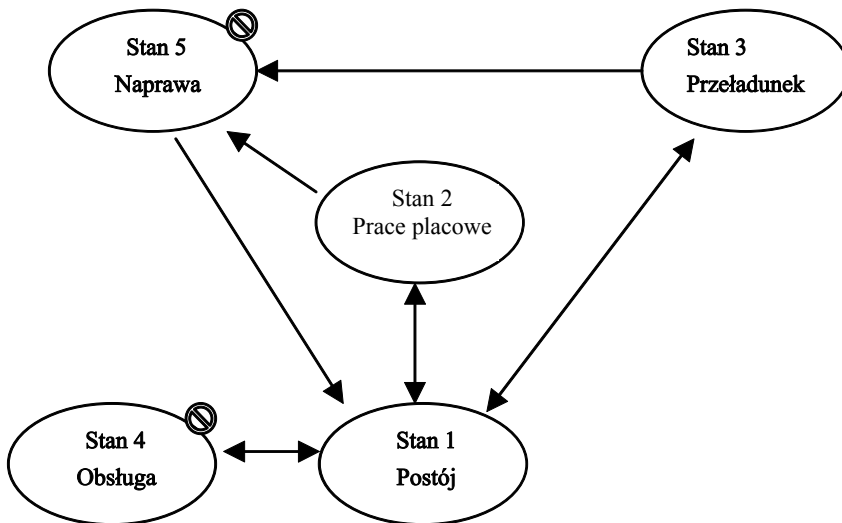 Stan 5
Naprawa
Stan 3
Przeładunek
Stan 2
Prace placowe
Stan 4
Obsługa
Stan 1
Postój